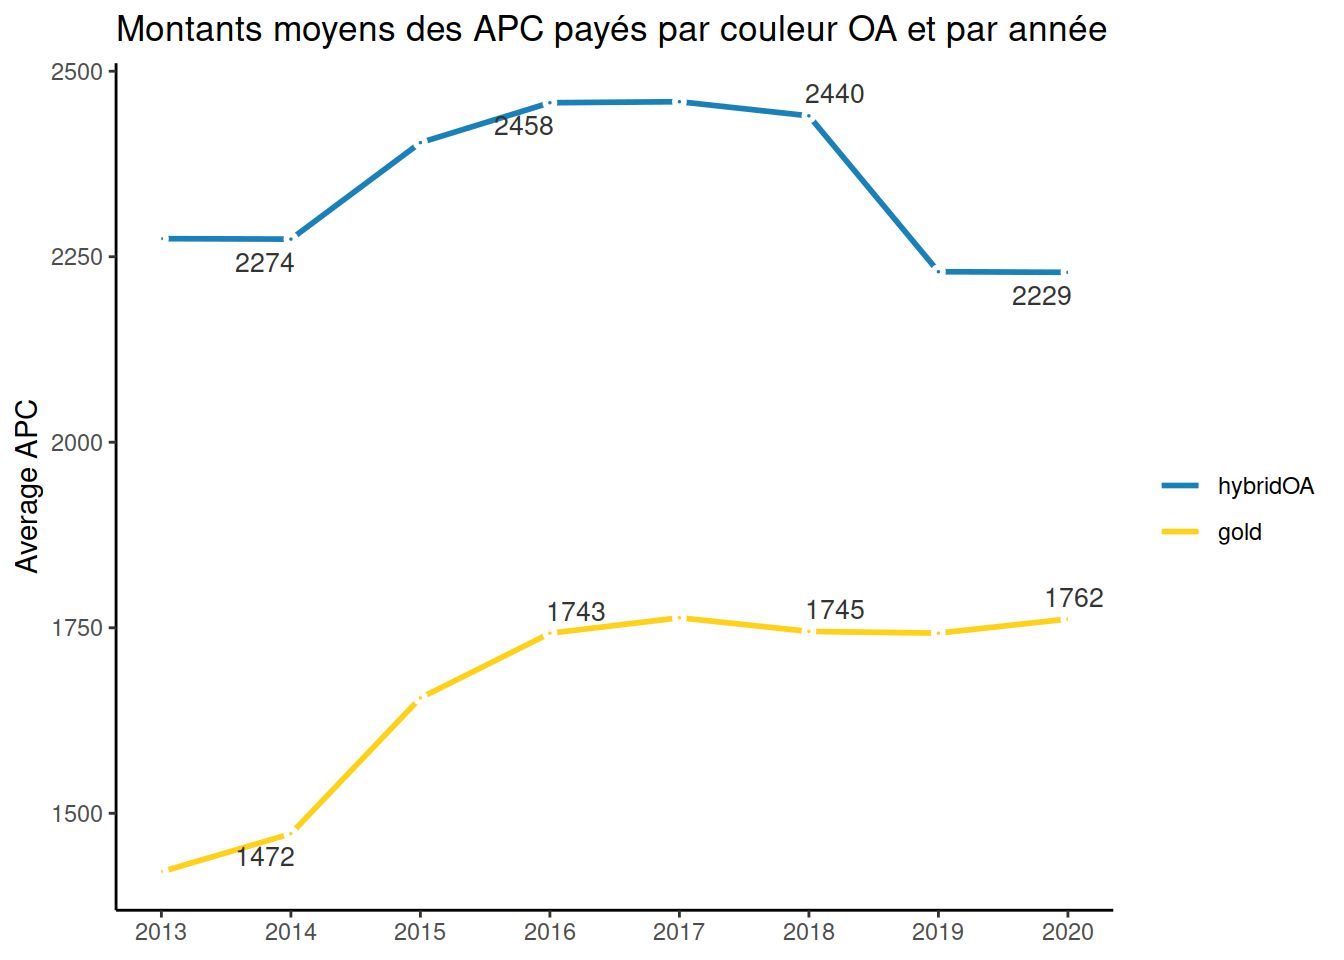 Montants moyens des APC payés par couleur OA et par année
Average APC
2500
2250
2000
1750
1500
2440
2458
2274
2229
1743
1745
1762
1472
hybridOA
gold
2013 2014 2015 2016 2017 2018 2019 2020